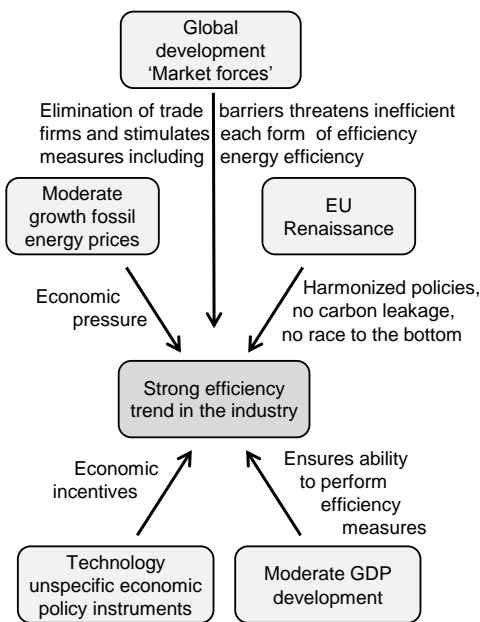 Global
development
‘Market forces’
Elimination of trade barriers threatens inefficient
firms and stimulates each form of efficiency
measures including energy efficiency
Moderate
growth fossil
energy prices
EU
Renaissance
Economic
pressure
Harmonized policies,
no carbon leakage,
no race to the bottom
Strong efficiency
trend in the industry
Economic
incentives
Ensures ability
to perform
efficiency
measures
Technology
unspecific economic
policy instruments
Moderate GDP
development